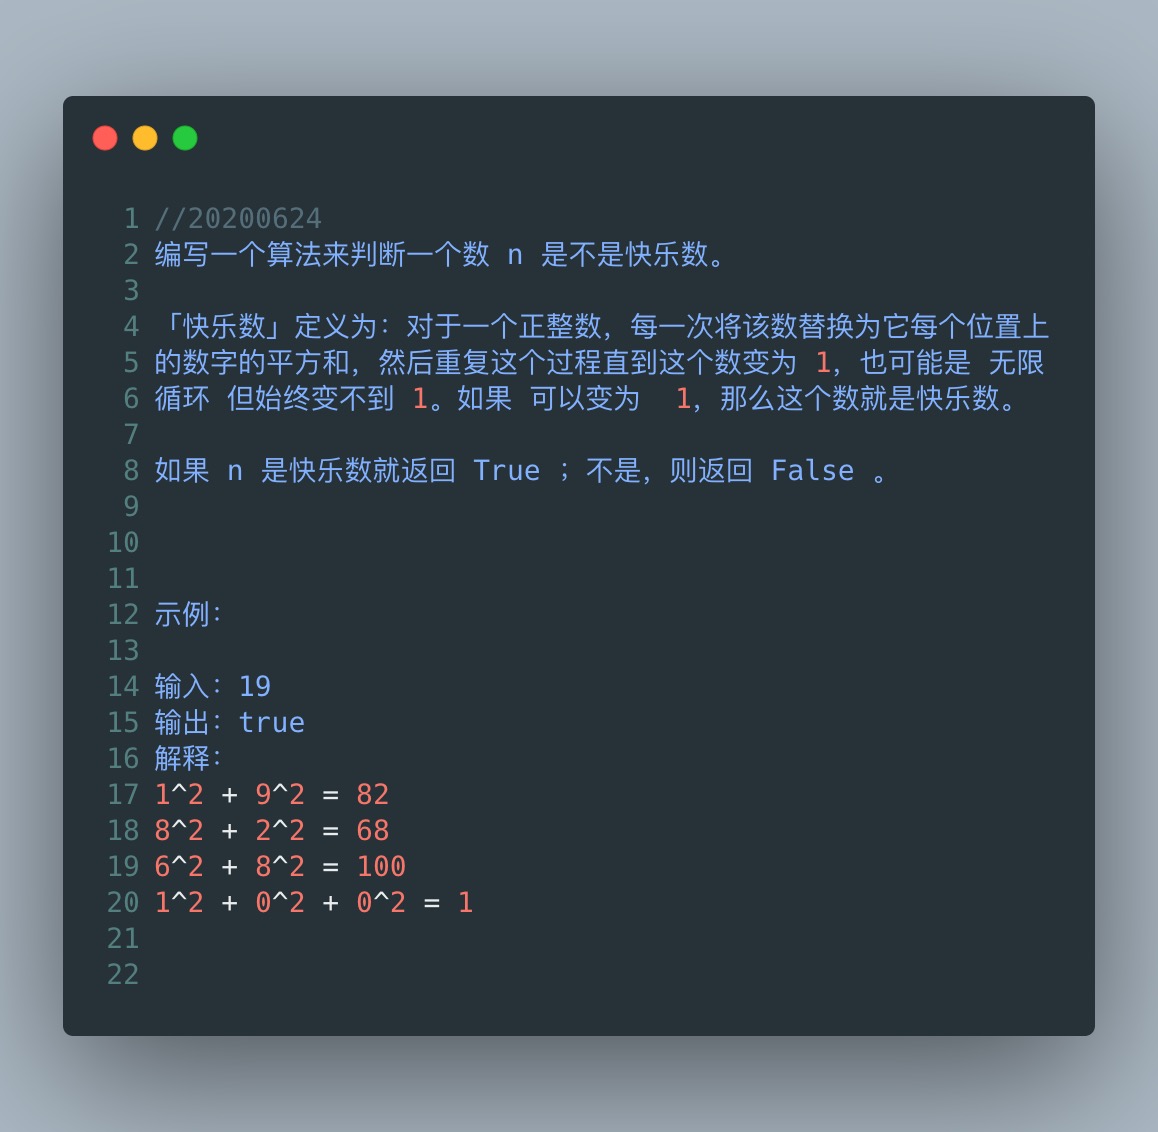 1 //20200624
2 编写一个算法来判断一个数 n 是不是快乐数。
3
4 「快乐数」定义为：对于一个正整数，每一次将该数替换为它每个位置上
5 的数字的平方和，然后重复这个过程直到这个数变为 1，也可能是 无限
6 循环 但始终变不到 1。如果 可以变为  1，那么这个数就是快乐数。
7
8 如果 n 是快乐数就返回 True ；不是，则返回 False 。
9
10
11
12 示例：
13
14 输入：19
15 输出：true
16 解释：
17 1^2 + 9^2 = 82
18 8^2 + 2^2 = 68
19 6^2 + 8^2 = 100
20 1^2 + 0^2 + 0^2 = 1
21
22